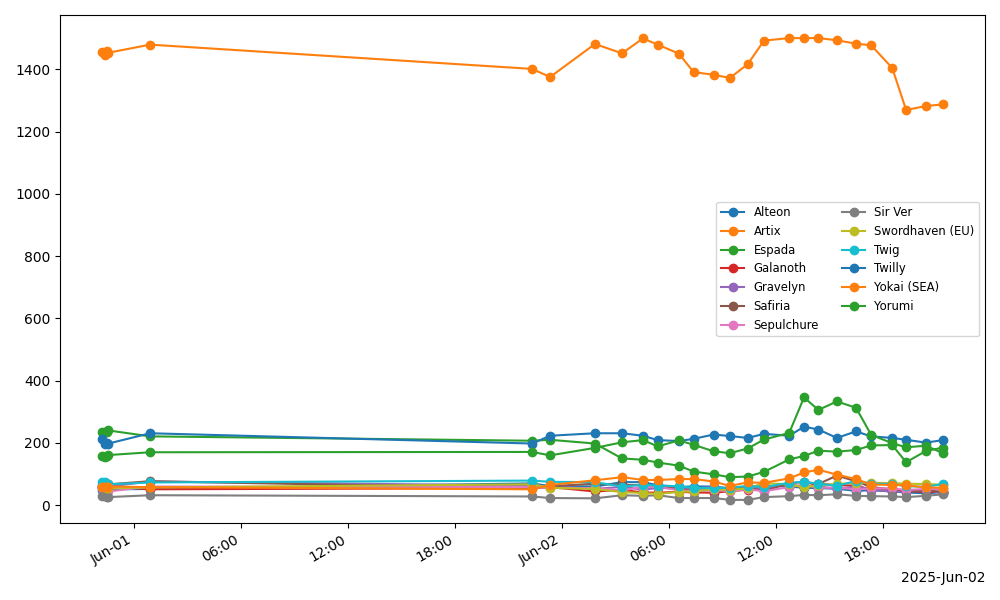 1400
1200
1000
800
600
400
200
0
Alteon
Artix
Espada
Galanoth
Gravelyn
Safiria
Sepulchure
Sir Ver
Swordhaven (EU)
Twig
Twilly
Yokai (SEA)
Yorumi
Jun-01
06:00
12:00
18:00
Jun-02
06:00
12:00
18:00
2025-Jun-02